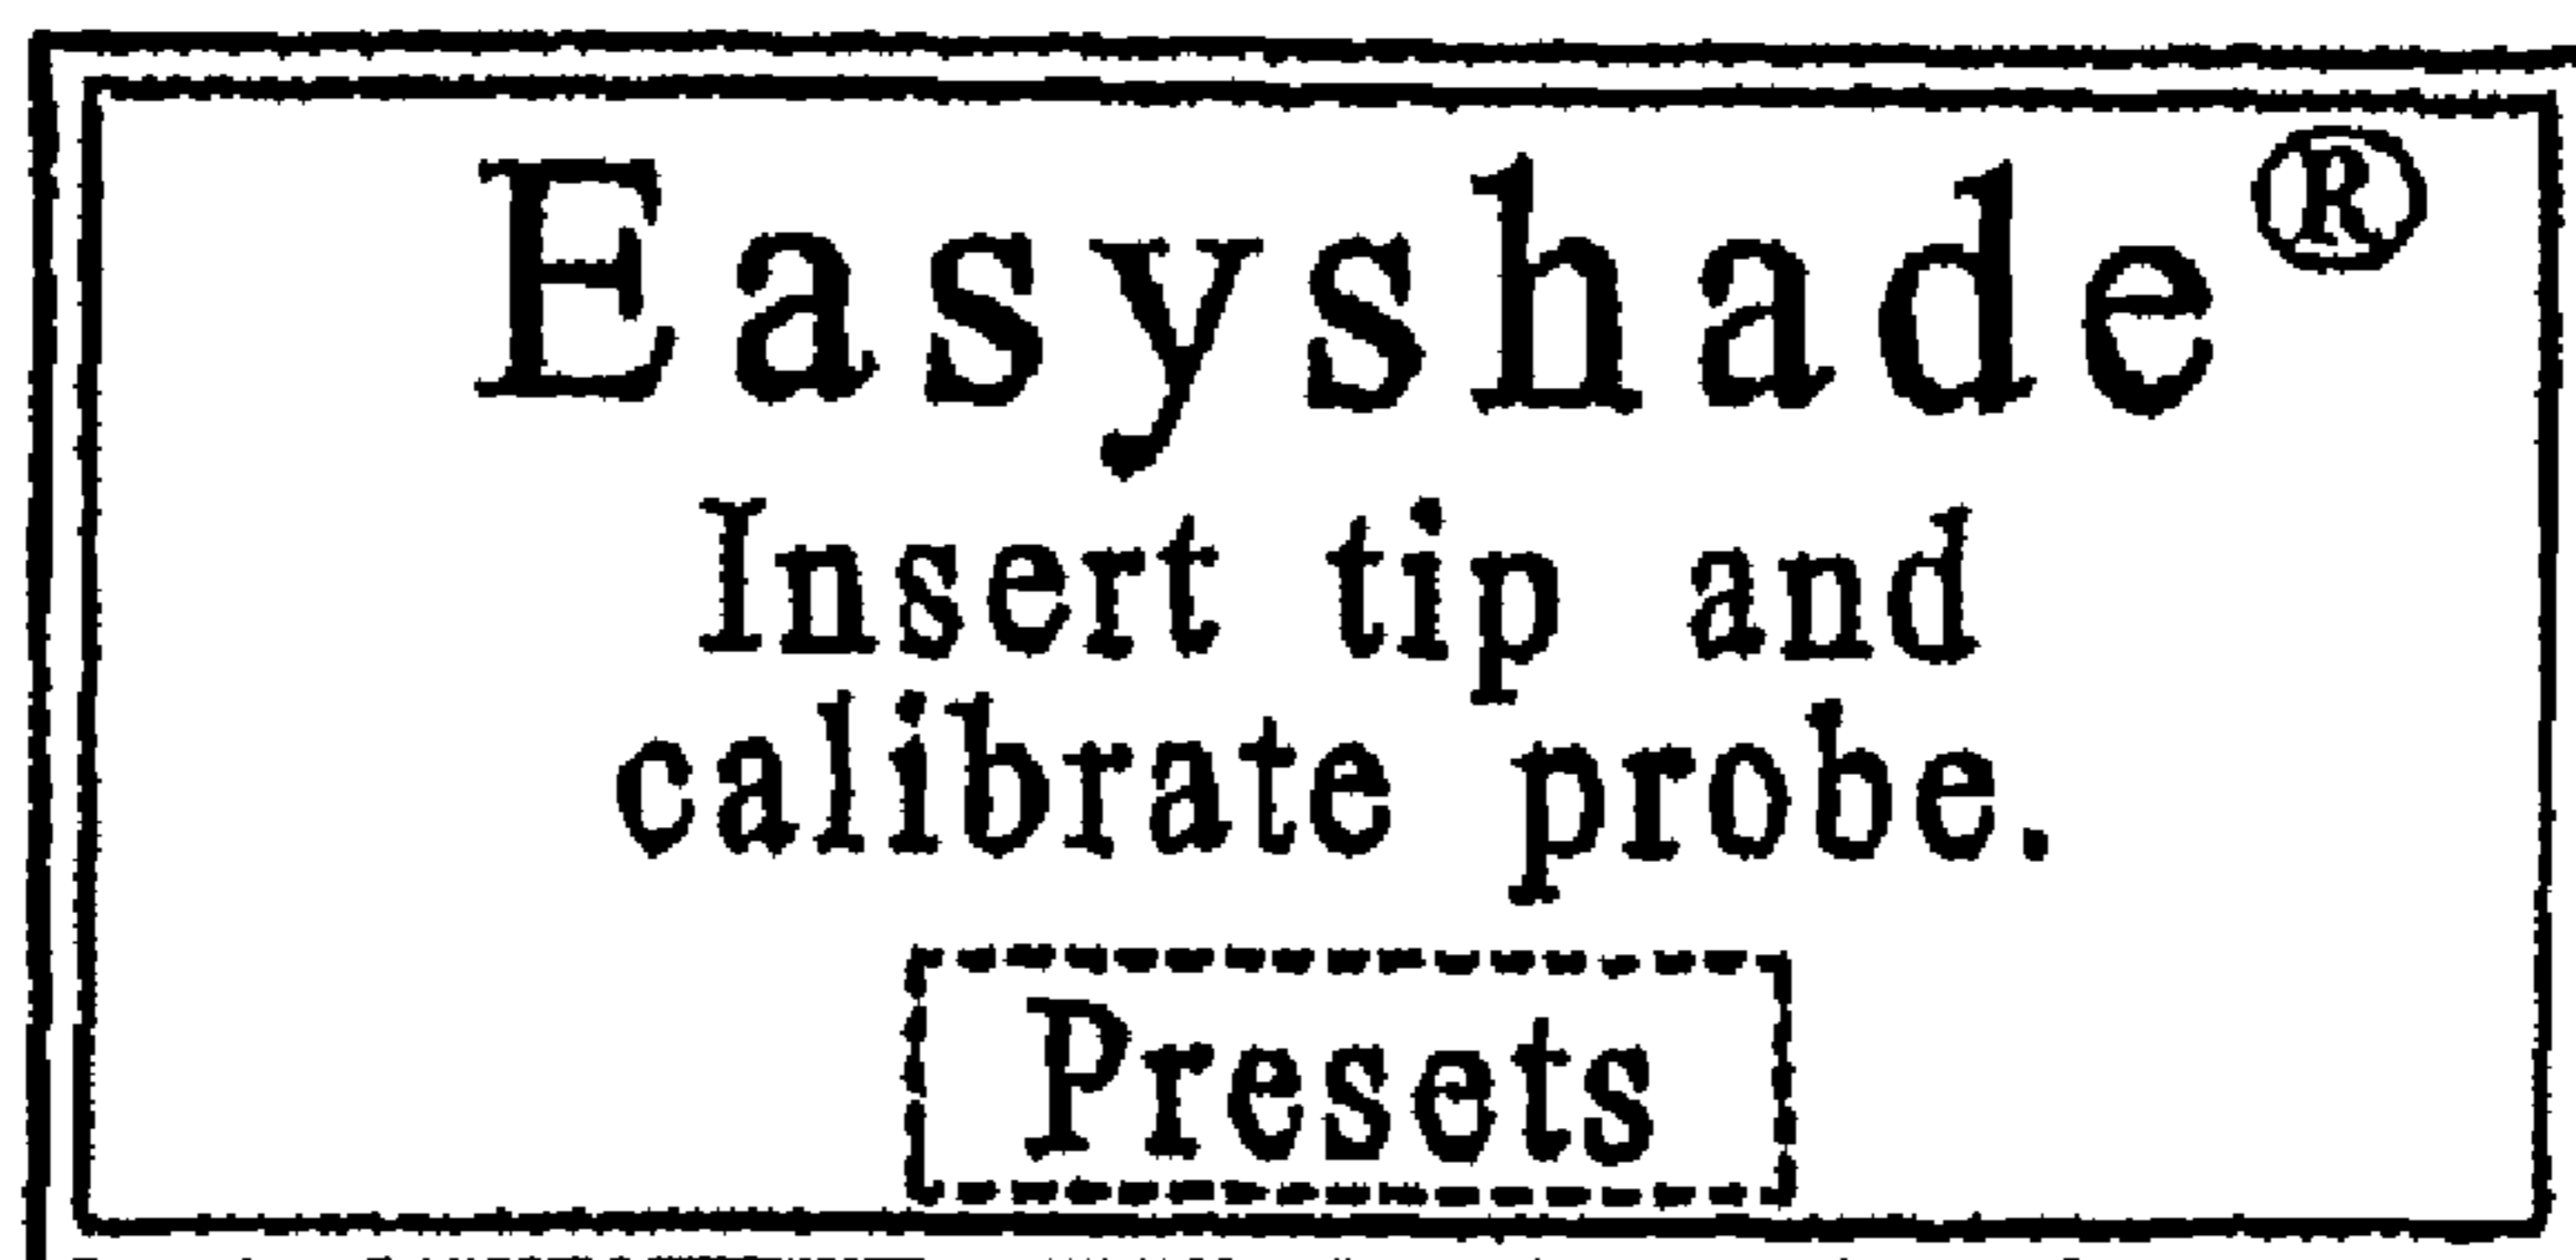 Easyshade®
Insert tip and
calibrate probe.
Presets